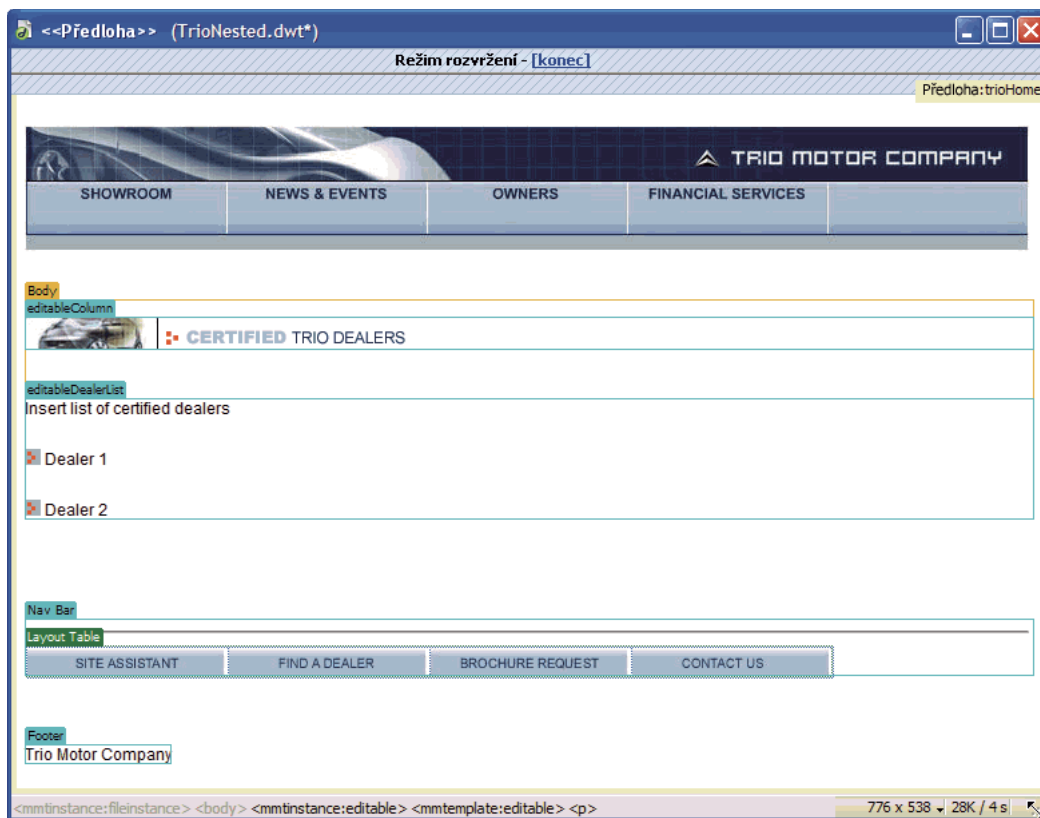 <<Předloha>> (TrioNested.dwt*)
Režim rozvržení - [konec]
Předloha:trioHome
TRIO MOTOR COMPANY
SHOWROOM NEWS & EVENTS OWNERS FINANCIAL SERVICES
Body
editableColumn
CERTIFIED TRIO DEALERS
editableDealerList
Insert list of certified dealers
Dealer 1
Dealer 2
Nav Bar
Layout Table
SITE ASSISTANT FIND A DEALER BROCHURE REQUEST CONTACT US
Footer
Trio Motor Company
<mmtinstance:fileinstance> <body> <mmtinstance:editable> <mmtemplate:editable> <p> 776 x 538 28K / 4 s